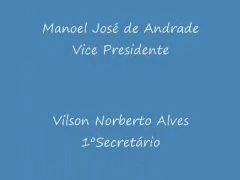 Manoel José de Andrade
Vice Presidente
Vilson Norberto Alves
1ºSecretário